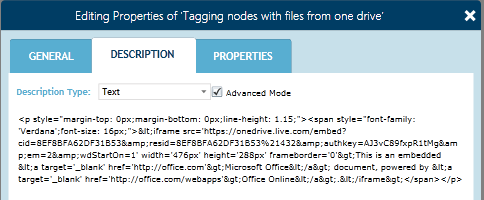 Editing Properties of 'Tagging nodes with files from one drive'
GENERAL DESCRIPTION PROPERTIES
Description Type: Text Advanced Mode
<p style="margin-top: 0px;margin-bottom: 0px;line-height: 1.15;"><span style="font-family:
'Verdana';font-size: 16px;">&lt;iframe src='https://onedrive.live.com/embed?
cid=8EF8BFA62DF31B53&amp;resid=8EF8BFA62DF31B53%21432&amp;authkey=AJ3vC89fxpR1tMg&am
p;em=2&amp;wdStartOn=1' width='476px' height='288px' frameborder='0'&gt;This is an embedded
&lt;a target='_blank' href='http://office.com'&gt;Microsoft Office&lt;/a&gt; document, powered by &lt;a
target='_blank' href='http://office.com/webapps'&gt;Office Online&lt;/a&gt;.&lt;/iframe&gt;</span></p>